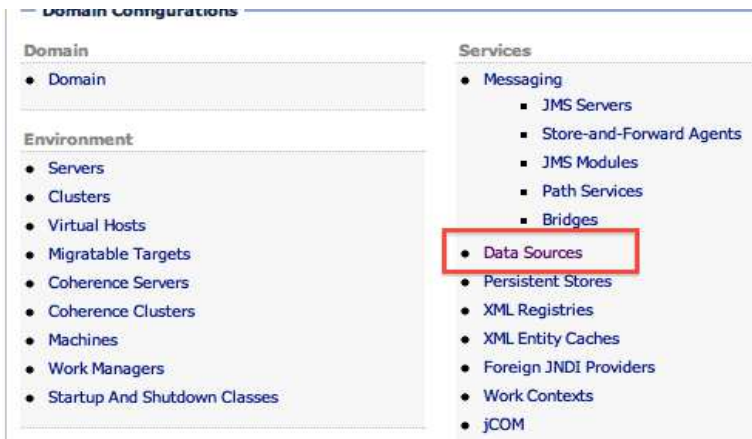 Domain Configurations
Domain
Domain
Environment
Servers
Clusters
Virtual Hosts
Migratable Targets
Coherence Servers
Coherence Clusters
Machines
Work Managers
Startup And Shutdown Classes
Services
Messaging
JMS Servers
Store-and-Forward Agents
JMS Modules
Path Services
Bridges
Data Sources
Persistent Stores
XML Registries
XML Entity Caches
Foreign JNDI Providers
Work Contexts
jCOM